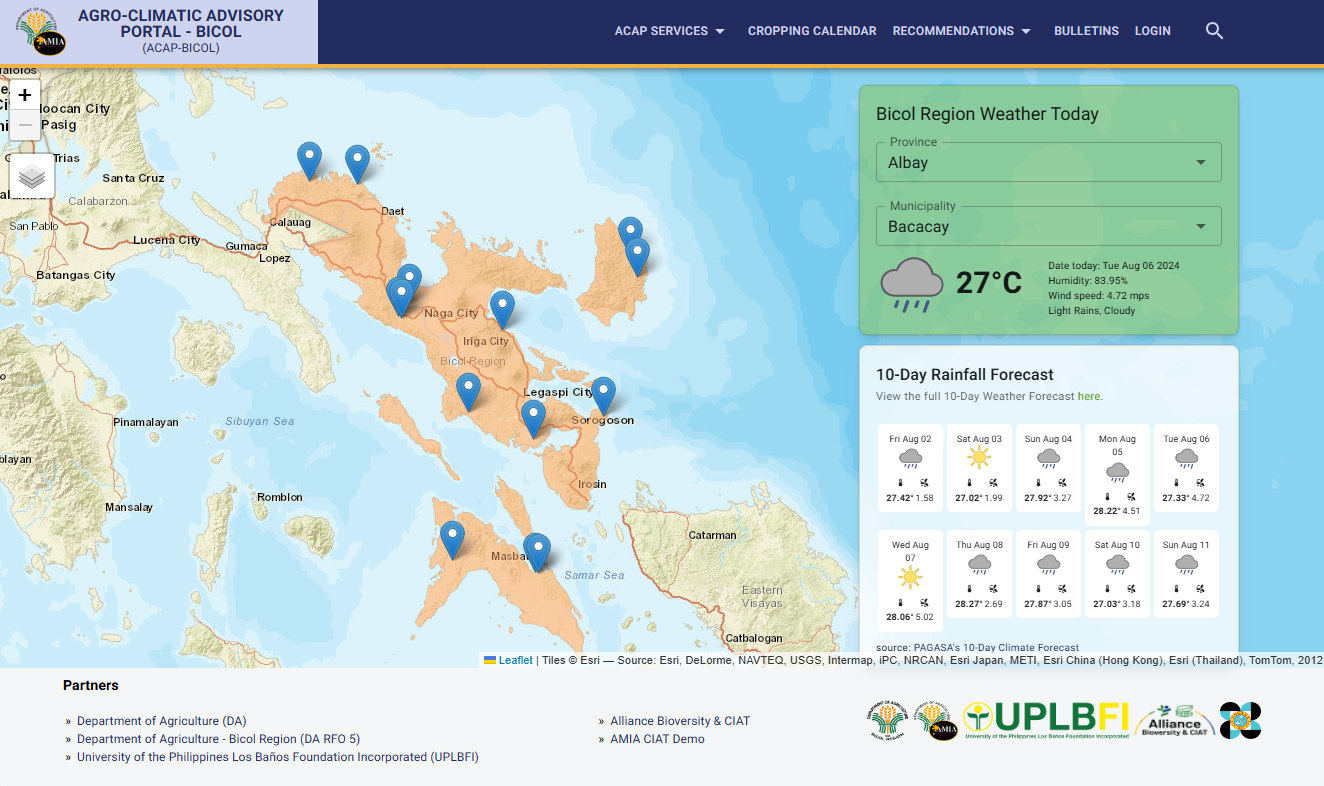 AGRO-CLIMATIC ADVISORY
PORTAL - BICOL
(ACAP-BICOL)
ACAP SERVICES
CROPPING CALENDAR
RECOMMENDATIONS
BULLETINS
LOGIN
+
−
oocan City
Pasig
Trias
Santa Cruz
Calabarzon
San Pablo
Lucena City
Gumaca
Lopez
Calauag
Daet
Batangas City
Naga City
Iriga City
Bicol Region
Legaspi City
Sorogoson
Pinamalayan
Sibuyan Sea
blayan
Irosin
Romblon
Mansalay
Catarman
Masba
Samar Sea
Eastern
Visayas
Catbalogan
Bicol Region Weather Today
Province
Albay
Municipality
Bacacay
27°C
Date today: Tue Aug 06 2024
Humidity: 83.95%
Wind speed: 4.72 mps
Light Rains, Cloudy
10-Day Rainfall Forecast
View the full 10-Day Weather Forecast here.
Fri Aug 02
27.42° 1.58
Sat Aug 03
27.02° 1.99
Sun Aug 04
27.92° 3.27
Mon Aug
05
28.22° 4.51
Tue Aug 06
27.33° 4.72
Wed Aug
07
28.06° 5.02
Thu Aug 08
28.27° 2.69
Fri Aug 09
27.87° 3.05
Sat Aug 10
27.03° 3.18
Sun Aug 11
27.69° 3.24
source: PAGASA's 10-Day Climate Forecast
Leaflet | Tiles © Esri — Source: Esri, DeLorme, NAVTEQ, USGS, Intermap, iPC, NRCAN, Esri Japan, METI, Esri China (Hong Kong), Esri (Thailand), TomTom, 2012
Partners
» Department of Agriculture (DA)
» Department of Agriculture - Bicol Region (DA RFO 5)
» University of the Philippines Los Baños Foundation Incorporated (UPLBFI)
» Alliance Bioversity & CIAT
» AMIA CIAT Demo
AMIA
UPLBFI
University of the Philippines Los Baños Foundation Incorporated
Alliance
Bioversity & CIAT